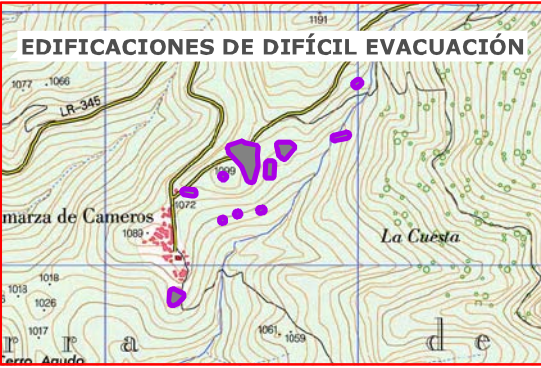 1191
EDIFICACIONES DE DIFÍCIL EVACUACIÓN
1077
1066
LR-345
1099
1072
marza de Cameros
1089
La Cuesta
1018
1013
1026
1017
1061
1059
r r a d e
Cerro Agudo